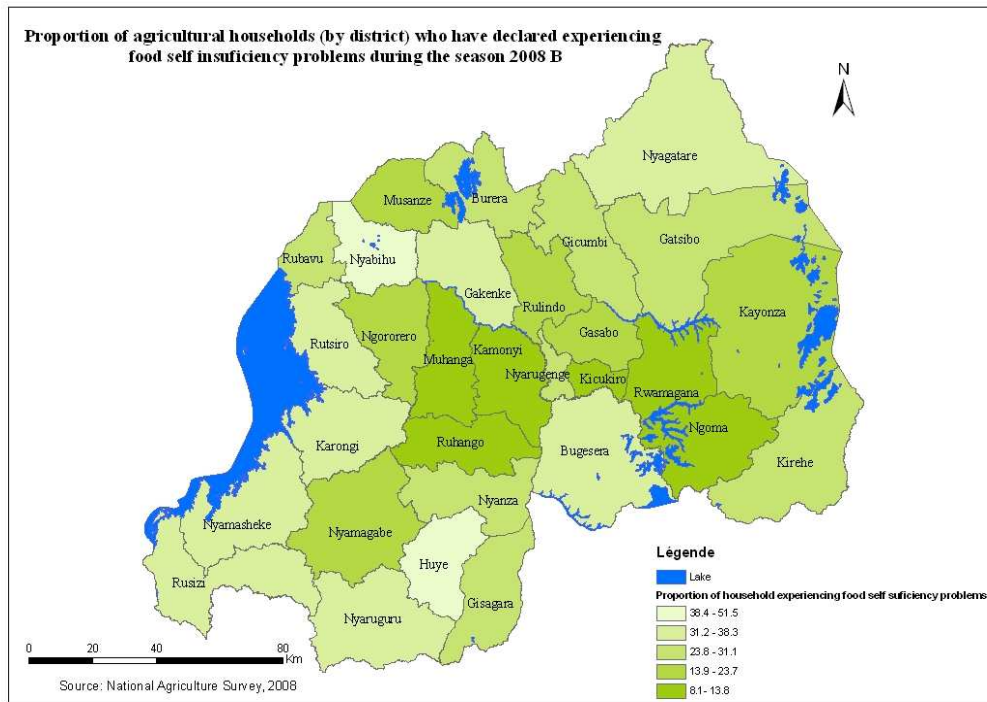 Proportion of agricultural households (by district) who have declared experiencing
food self insuficiency problems during the season 2008 B
N
Nyagatare
Musanze
Burera
Gicumbi
Gatsibo
Rubavu
Nyabihu
Gakenke
Rulindo
Kayonza
Rutsiro
Ngororero
Muhanga
Kamonyi
Gasabo
Nyarugenge
Kicukiro
Rwamagana
Ngoma
Karongi
Ruhango
Bugesera
Kirehe
Nyanza
Nyamasheke
Nyamagabe
Huye
Rusizi
Nyaruguru
Gisagara
Légende
Lake
Proportion of household experiencing food self suficiency problems
38.4 - 51.5
31.2 - 38.3
23.8 - 31.1
13.9 - 23.7
8.1 - 13.8
0 20 40 80
Km
Source: National Agriculture Survey, 2008